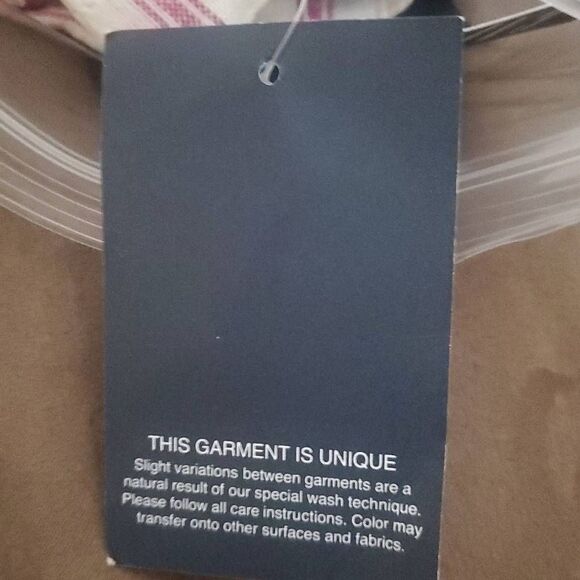 THIS GARMENT IS UNIQUE
Slight variations between garments are a
natural result of our special wash technique.
Please follow all care instructions. Color may
transfer onto other surfaces and fabrics.